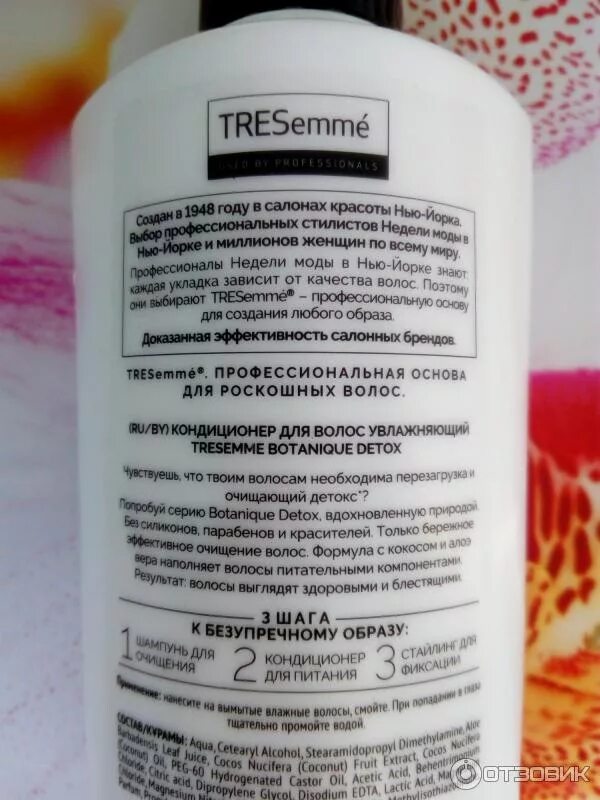 TRESemmé
USED BY PROFESSIONALS
Создан в 1948 году в салонах красоты Нью-Йорка.
Выбор профессиональных стилистов Недели моды в
Нью-Йорке и миллионов женщин по всему миру.
Профессионалы Недели моды в Нью-Йорке знают:
каждая укладка зависит от качества волос. Поэтому
они выбирают TRESemmé® – профессиональную основу
для создания любого образа.
Доказанная эффективность салонных брендов.
TRESemmé®. ПРОФЕССИОНАЛЬНАЯ ОСНОВА
ДЛЯ РОСКОШНЫХ ВОЛОС.
(RU/BY) КОНДИЦИОНЕР ДЛЯ ВОЛОС УВЛАЖНЯЮЩИЙ
TRESEMME BOTANIQUE DETOX
Чувствуешь, что твоим волосам необходима перезагрузка и
очищающий детокс*?
Попробуй серию Botanique Detox, вдохновленную природой.
Без силиконов, парабенов и красителей. Только бережное
эффективное очищение волос. Формула с кокосом и алоэ
вера наполняет волосы питательными компонентами.
Результат: волосы выглядят здоровыми и блестящими.
3 ШАГА
К БЕЗУПРЕЧНОМУ ОБРАЗУ:
1 ШАМПУНЬ ДЛЯ ОЧИЩЕНИЯ 2 КОНДИЦИОНЕР ДЛЯ ПИТАНИЯ 3 СТАЙЛИНГ ДЛЯ ФИКСАЦИИ
Применение: нанесите на вымытые влажные волосы, смойте. При попадании в глаза
тщательно промойте водой.
СОСТАВ/КУРАМЫ: Aqua, Cetearyl Alcohol, Stearamidopropyl Dimethylamine, Aloe
Barbadensis Leaf Juice, Cocos Nucifera (Coconut) Fruit Extract, Cocos Nucifera
(Coconut) Oil, PEG-60 Hydrogenated Castor Oil, Acetic Acid, Behentrimonium
Chloride, Citric acid, Dipropylene Glycol, Disodium EDTA, Lactic Acid, Mag
Chloride, Magnesium
Parfum,
ОТЗОВИК